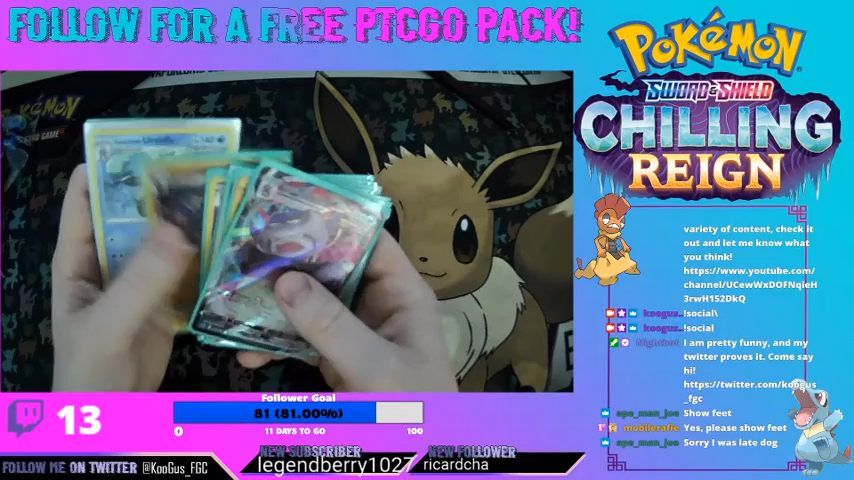 FOLLOW FOR A FREE PTCGO PACK!
POKÉMON
SWORD & SHIELD
CHILLING
REIGN
variety of content, check it
out and let me know what
you think!
https://www.youtube.com/
channel/UCewWxDOFNqieH
3rwH152DkQ
koogus..!social\
koogus..!social
Nightbot I am pretty funny, and my
twitter proves it. Come say
hi!
https://twitter.com/koogus
_fgc
ape_man_joe Show feet
mobilerafie Yes, please show feet
ape_man_joe Sorry I was late dog
13
Follower Goal
81 (81.00%)
0 11 DAYS TO GO 100
FOLLOW ME ON TWITTER @KooGus_FGC
NEW SUBSCRIBER
legendberry1027
NEW FOLLOWER
ricardcha